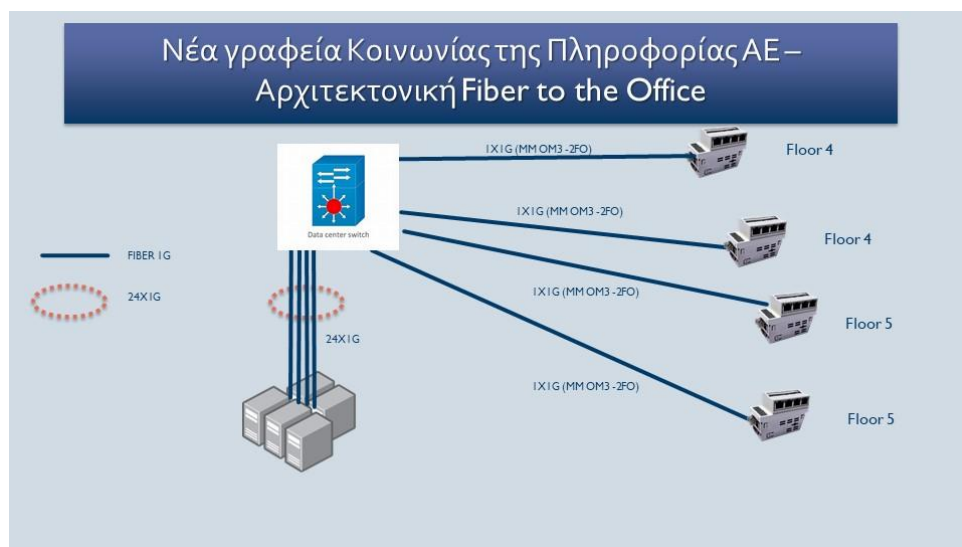 Νέα γραφεία Κοινωνίας της Πληροφορίας ΑΕ –
Αρχιτεκτονική Fiber to the Office
1X1G (MM OM3 -2FO)
Floor 4
Data center switch
1X1G (MM OM3 -2FO)
Floor 4
FIBER 1G
1X1G (MM OM3 -2FO)
24X1G
Floor 5
24X1G
1X1G (MM OM3 -2FO)
Floor 5